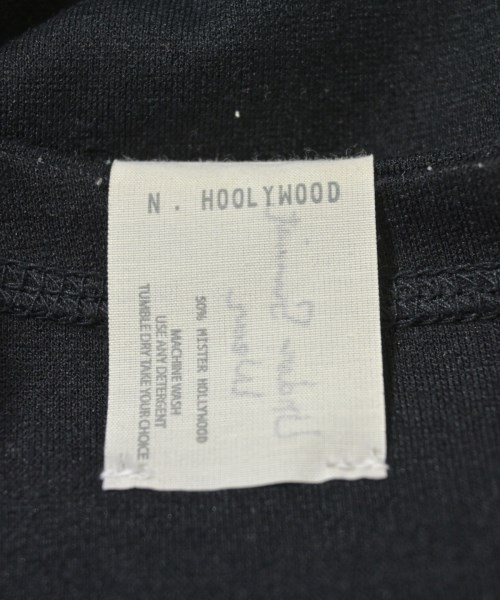 N . HOOLYWOOD
50% MISTER HOLLYWOOD
MACHINE WASH
USE ANY DETERGENT
TUMBLE DRY TAKE YOUR CHOICE